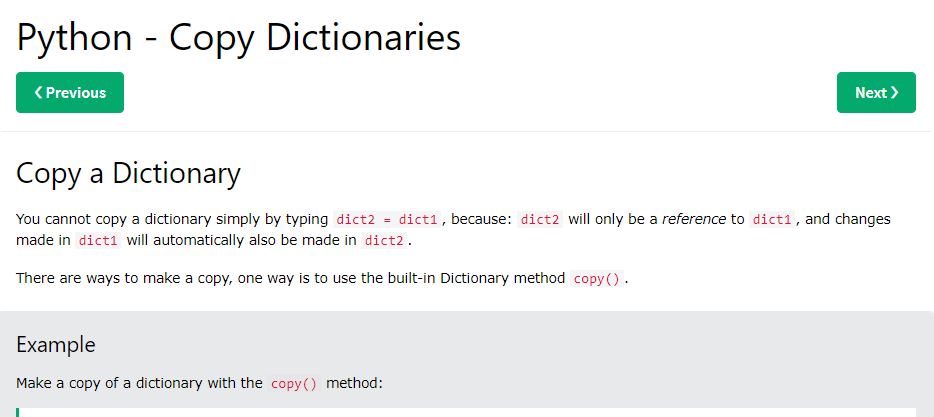 Python - Copy Dictionaries
❮ Previous
Next ❯
Copy a Dictionary
You cannot copy a dictionary simply by typing dict2 = dict1, because: dict2 will only be a reference to dict1, and changes
made in dict1 will automatically also be made in dict2.
There are ways to make a copy, one way is to use the built-in Dictionary method copy().
Example
Make a copy of a dictionary with the copy() method: